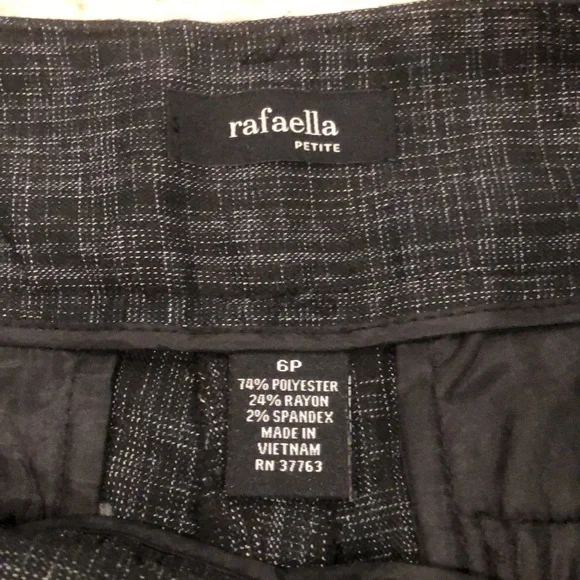 rafaella
PETITE
6P
74% POLYESTER
24% RAYON
2% SPANDEX
MADE IN
VIETNAM
RN 37763